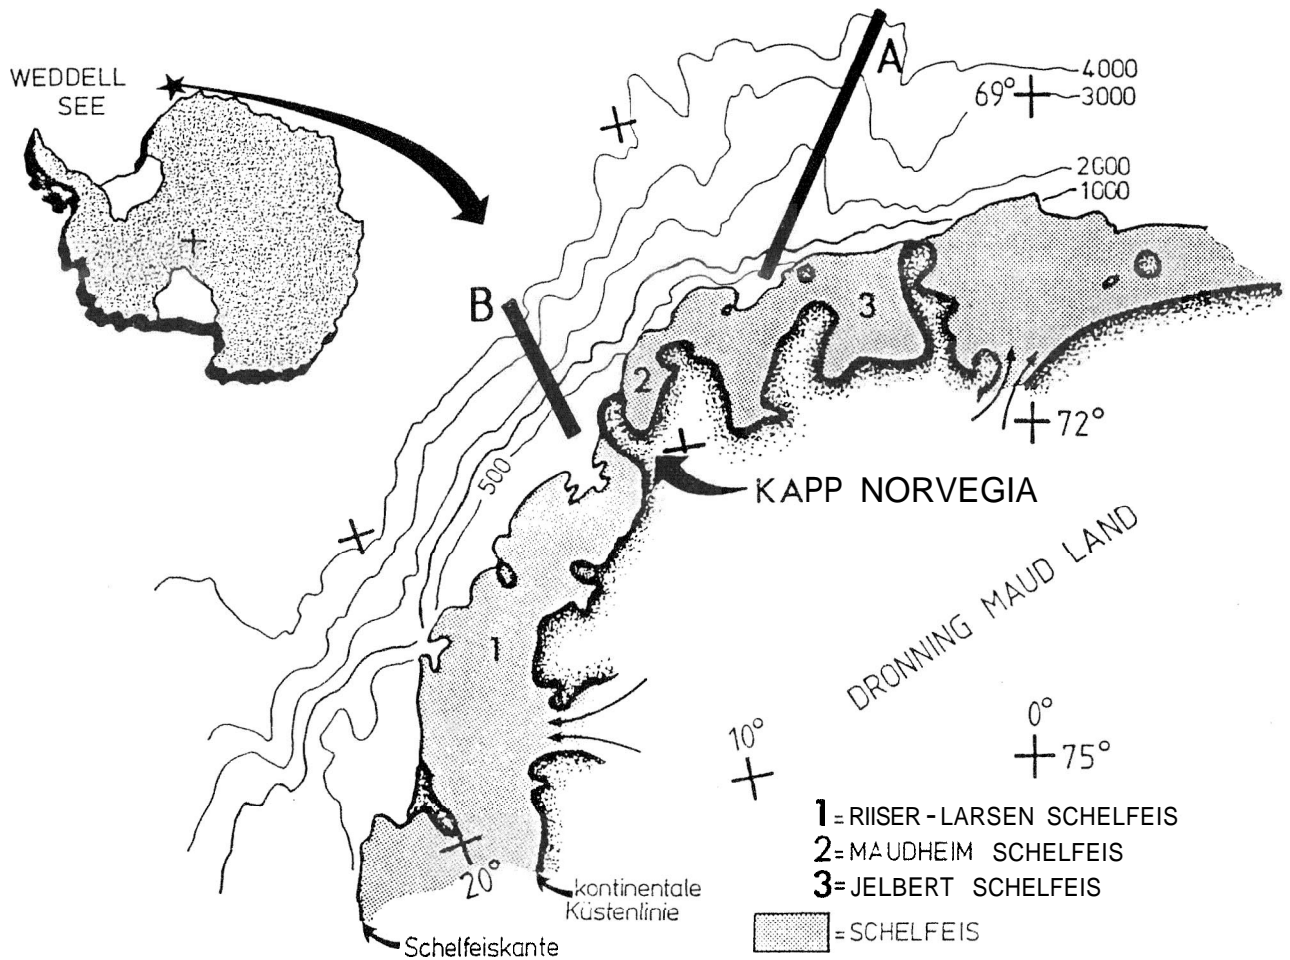 WEDDELL
SEE
A
4000
69°
3000
2000
1000
B
3
2
72°
500
KAPP NORVEGIA
DRONNING MAUD LAND
1
10°
0°
75°
20°
1 = RIISER-LARSEN SCHELFEIS
2 = MAUDHEIM SCHELFEIS
3 = JELBERT SCHELFEIS
= SCHELFEIS
kontinentale
Küstenlinie
Schelfeiskante